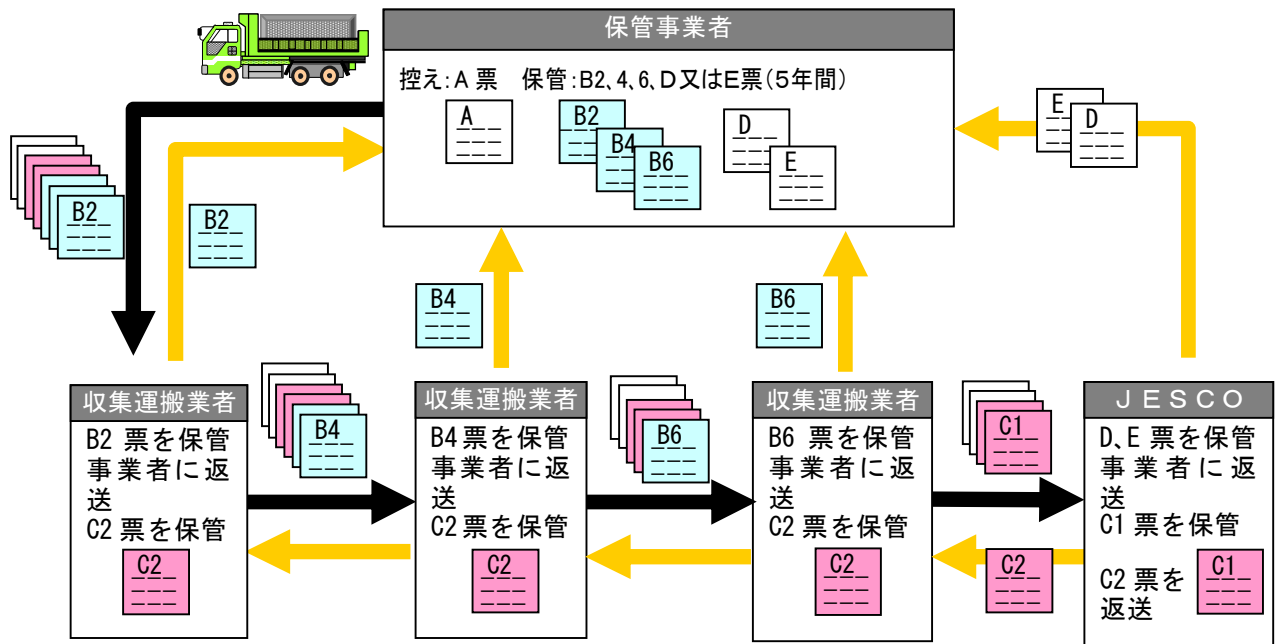 保管事業者
控え:A 票　保管:B2, 4, 6, D又はE票(5年間)
A
B2
B4
B6
D
E
E
D
B2
B2
B4
B6
収集運搬業者
B2 票を保管
事業者に返
送
C2 票を保管
C2
B4
収集運搬業者
B4 票を保管
事業者に返
送
C2 票を保管
C2
B6
収集運搬業者
B6 票を保管
事業者に返
送
C2 票を保管
C2
C1
C2
ＪＥＳＣＯ
D、E 票を保管
事業者に返
送
C1 票を保管
C2 票を
返送
C1